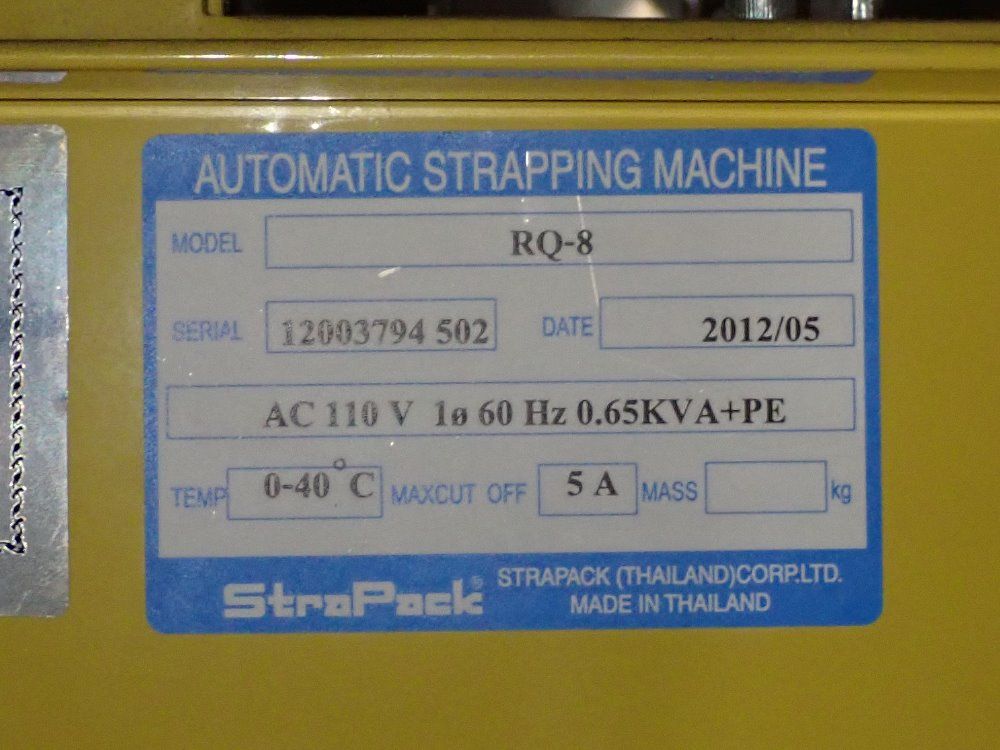 AUTOMATIC STRAPPING MACHINE
MODEL RQ-8
SERIAL 12003794 502 DATE 2012/05
AC 110 V 1ø 60 Hz 0.65KVA+PE
TEMP 0-40°C MAXCUT OFF 5 A MASS kg
StraPack® STRAPACK (THAILAND)CORP.LTD.
MADE IN THAILAND